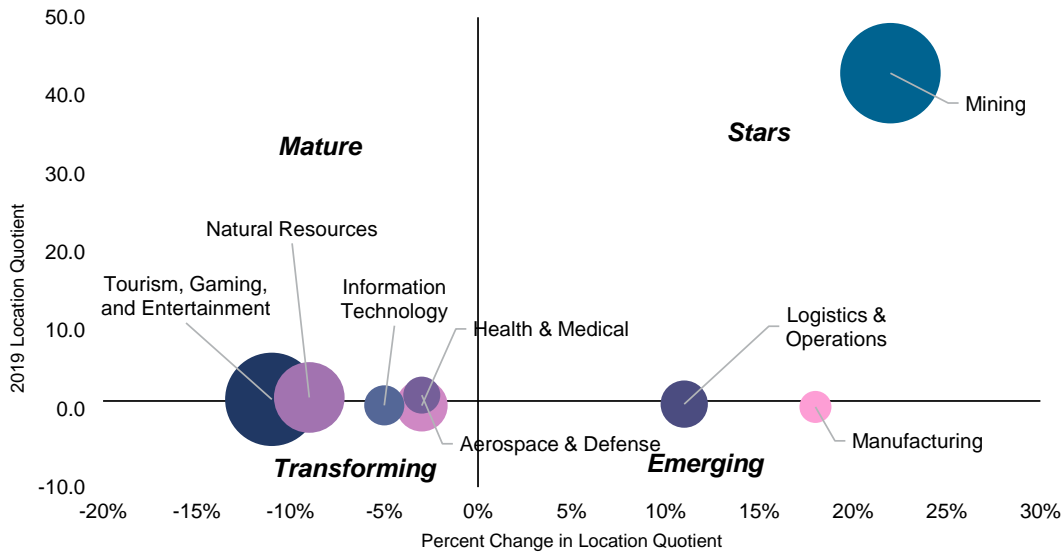 50.0
40.0
30.0
20.0
10.0
0.0
-10.0
2019 Location Quotient
Mature
Stars
Mining
Natural Resources
Tourism, Gaming,
and Entertainment
Information
Technology
Health & Medical
Logistics &
Operations
Aerospace & Defense
Manufacturing
Transforming
Emerging
-20%
-15%
-10%
-5%
0%
5%
10%
15%
20%
25%
30%
Percent Change in Location Quotient